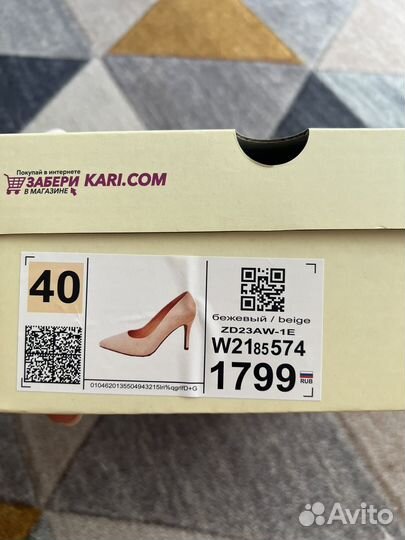 Покупай в интернете
ЗАБЕРИ
В МАГАЗИНЕ
KARI.COM
40
бежевый / beige
ZD23AW-1E
W2185574
1799
RUB
Avito